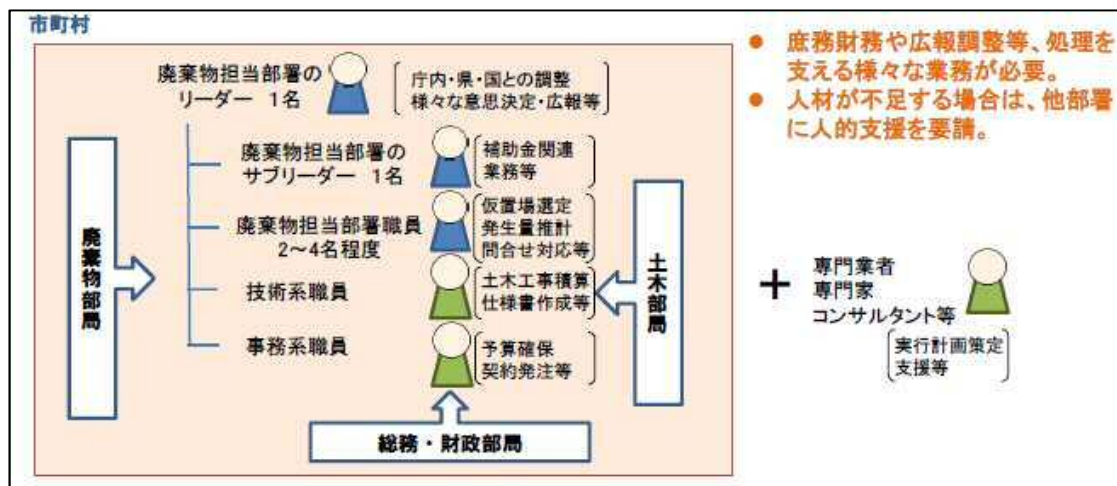 市町村
廃棄物担当部署の
リーダー 1名
庁内・県・国との調整
様々な意思決定・広報等
廃棄物担当部署の
サブリーダー 1名
補助金関連
業務等
廃棄物担当部署職員
2～4名程度
仮置場選定
発生量推計
問合せ対応等
技術系職員
土木工事積算
仕様書作成等
事務系職員
予算確保
契約発注等
廃棄物部局
土木部局
総務・財政部局
● 庶務財務や広報調整等、処理を
支える様々な業務が必要。
● 人材が不足する場合は、他部署
に人的支援を要請。
＋
専門業者
専門家
コンサルタント等
実行計画策定
支援等